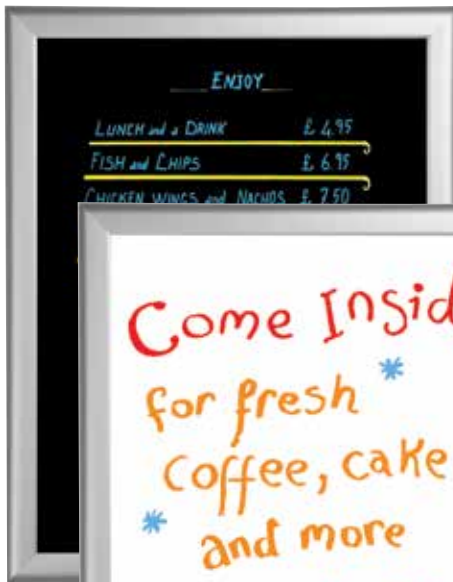 ENJOY
LUNCH and a DRINK £ 4.95
FISH and CHIPS £ 6.95
CHICKEN WINGS and NACHOS £ 7.50
Come Insid
for fresh
coffee, cake
and more